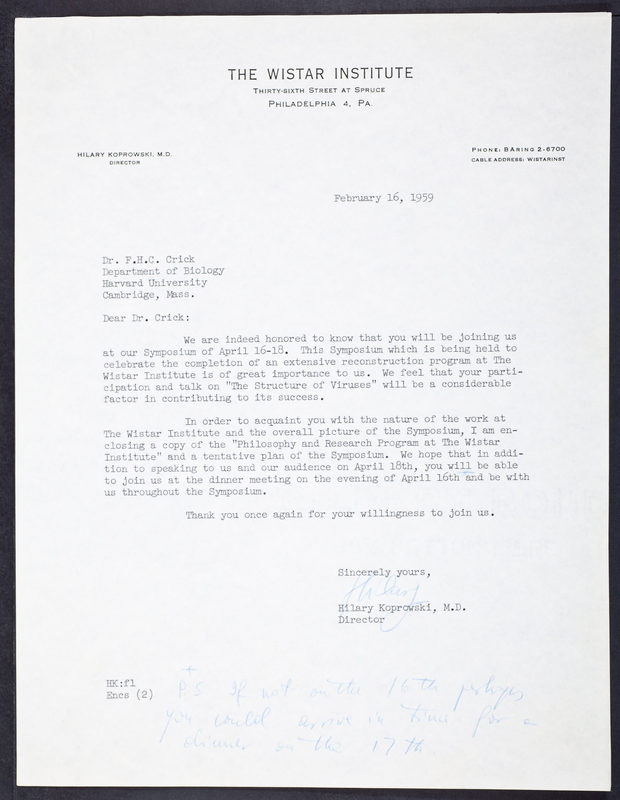 THE WISTAR INSTITUTE
THIRTY-SIXTH STREET AT SPRUCE
PHILADELPHIA 4, PA.
HILARY KOPROWSKI, M.D.
DIRECTOR
PHONE: BARING 2-6700
CABLE ADDRESS: WISTARINST
February 16, 1959
Dr. F.H.C. Crick
Department of Biology
Harvard University
Cambridge, Mass.
Dear Dr. Crick:
We are indeed honored to know that you will be joining us
at our Symposium of April 16-18. This Symposium which is being held to
celebrate the completion of an extensive reconstruction program at The
Wistar Institute is of great importance to us. We feel that your parti-
cipation and talk on "The Structure of Viruses" will be a considerable
factor in contributing to its success.
In order to acquaint you with the nature of the work at
The Wistar Institute and the overall picture of the Symposium, I am en-
closing a copy of the "Philosophy and Research Program at The Wistar
Institute" and a tentative plan of the Symposium. We hope that in addi-
tion to speaking to us and our audience on April 18th, you will be able
to join us at the dinner meeting on the evening of April 16th and be with
us throughout the Symposium.
Thank you once again for your willingness to join us.
Sincerely yours,
Hilary
Hilary Koprowski, M.D.
Director
HK:fl
Encs (2)
+
P.S If not on the 16th perhaps
you could arrive in time for a
dinner on the 17th.